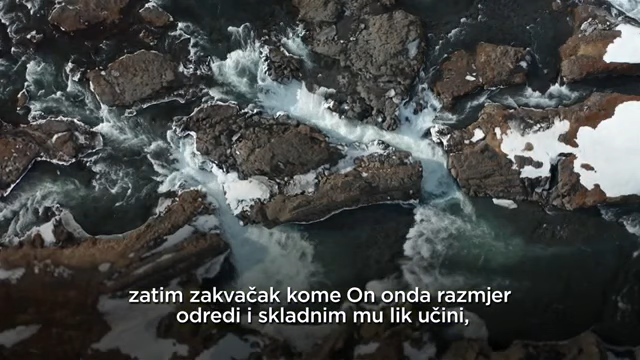 zatim zakvačak kome On onda razmjer
odredi i skladnim mu lik učini,